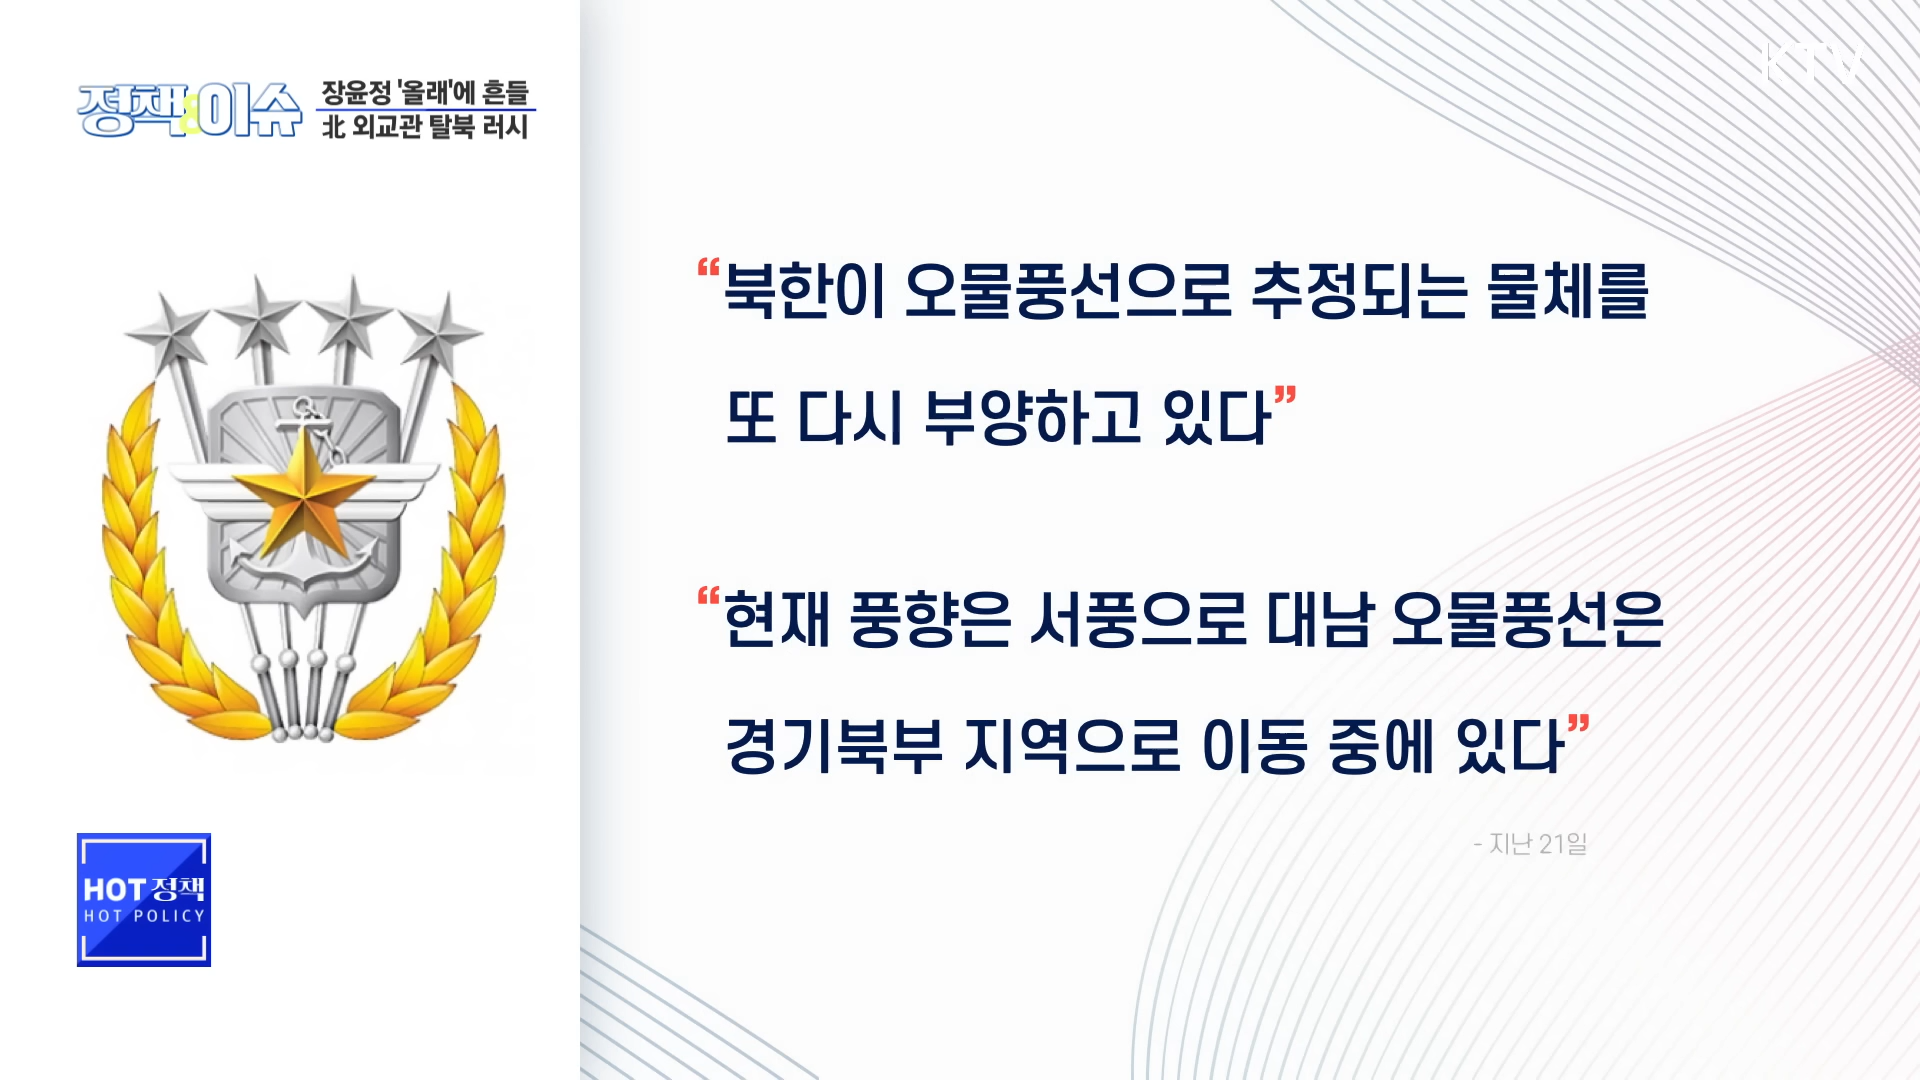 정책&이슈
장윤정 '올래'에 흔들
北 외교관 탈북 러시
KTV
“북한이 오물풍선으로 추정되는 물체를
또 다시 부양하고 있다”
“현재 풍향은 서풍으로 대남 오물풍선은
경기북부 지역으로 이동 중에 있다”
- 지난 21일
HOT 정책
HOT POLICY